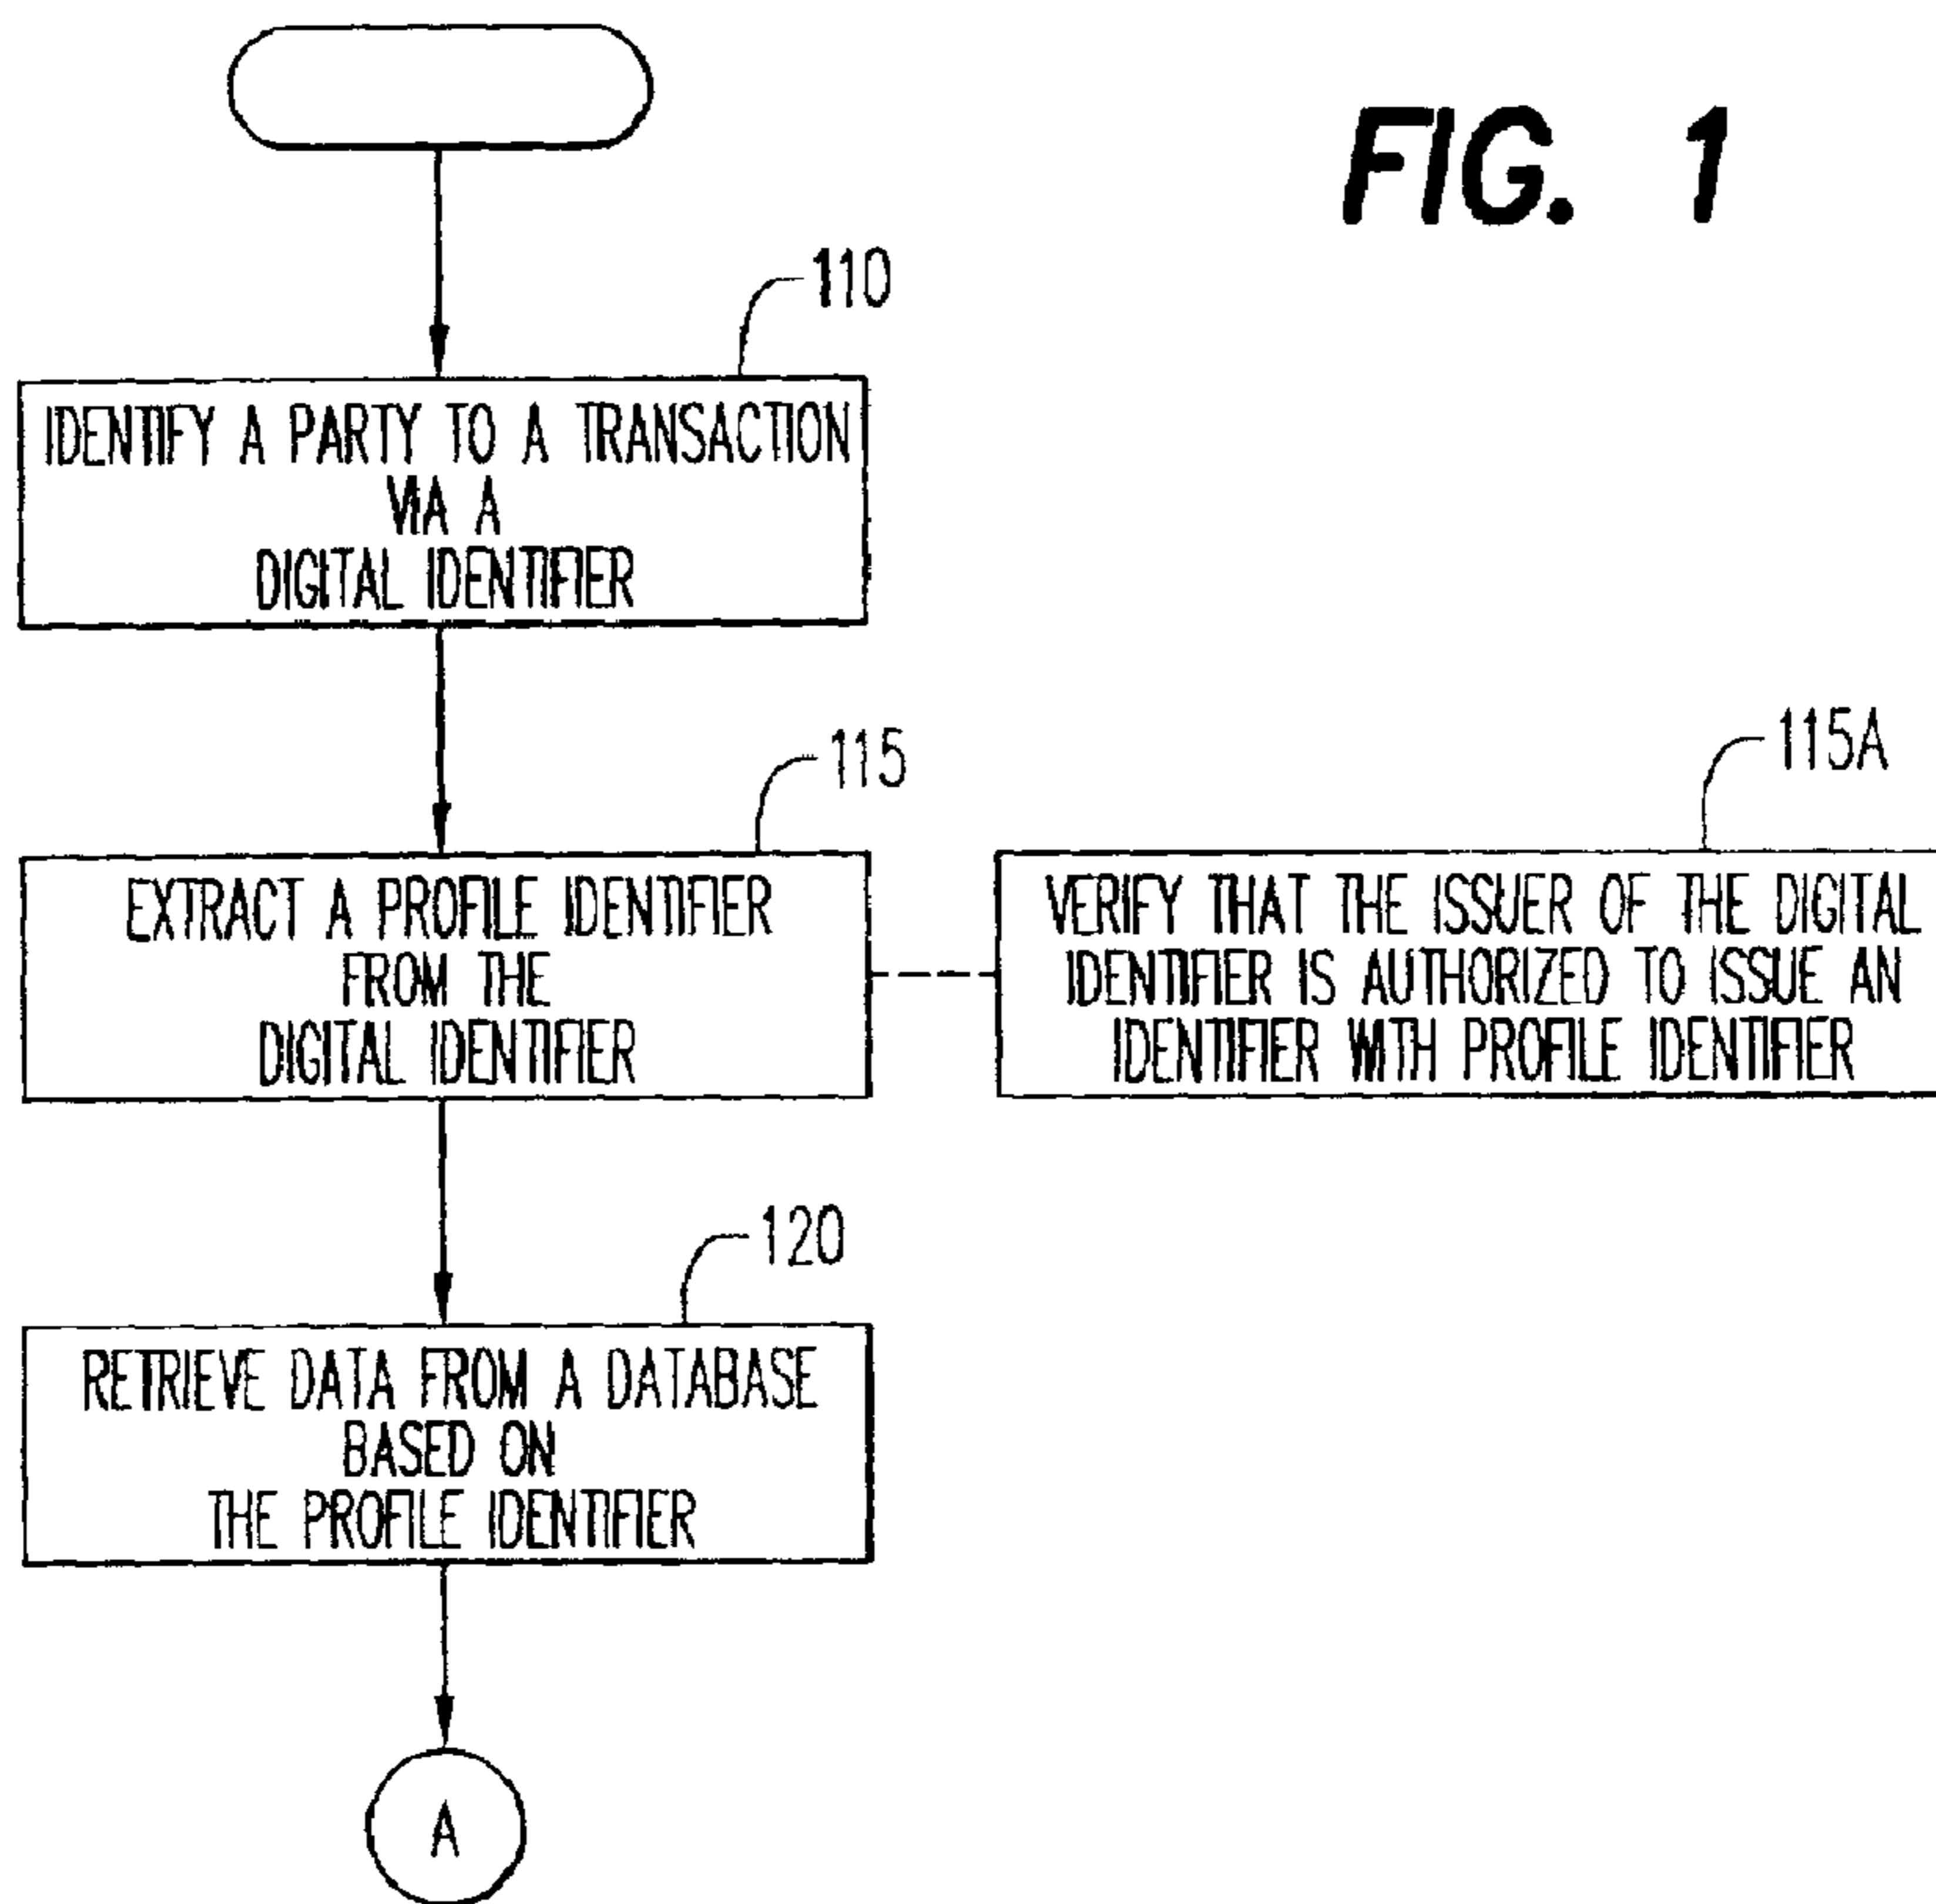 FIG. 1
110
IDENTIFY A PARTY TO A TRANSACTION
VIA A
DIGITAL IDENTIFIER
115
EXTRACT A PROFILE IDENTIFIER
FROM THE
DIGITAL IDENTIFIER
115A
VERIFY THAT THE ISSUER OF THE DIGITAL
IDENTIFIER IS AUTHORIZED TO ISSUE AN
IDENTIFIER WITH PROFILE IDENTIFIER
120
RETRIEVE DATA FROM A DATABASE
BASED ON
THE PROFILE IDENTIFIER
A